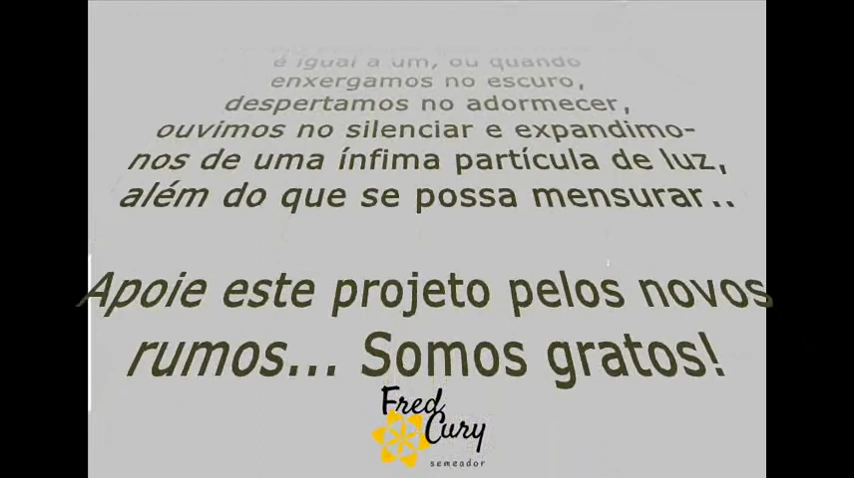 é igual a um, ou quando
enxergamos no escuro,
despertamos no adormecer,
ouvimos no silenciar e expandimo-
nos de uma ínfima partícula de luz,
além do que se possa mensurar..
Apoie este projeto pelos novos
rumos... Somos gratos!
Fred
Cury
semeador